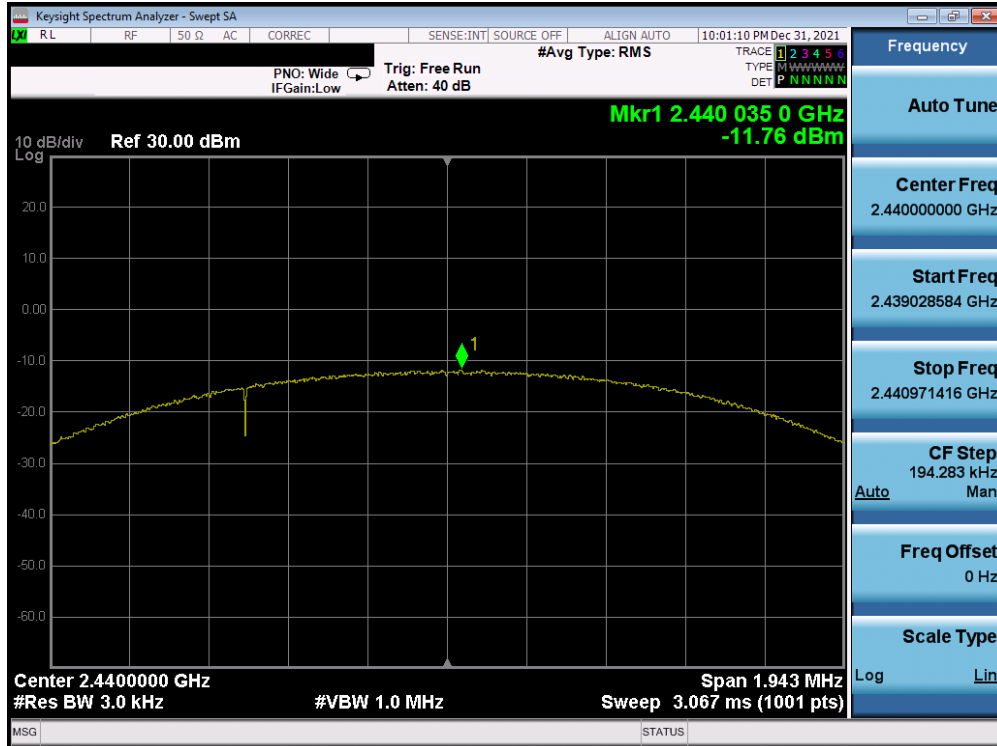 Keysight Spectrum Analyzer - Swept SA
LXI RL RF 50 Ω AC CORREC SENSE:INT SOURCE OFF ALIGN AUTO 10:01:10 PM Dec 31, 2021
#Avg Type: RMS
TRACE 1 2 3 4 5 6
PNO: Wide Trig: Free Run
TYPE M WWWWW
IFGain:Low Atten: 40 dB
DET P N N N N N
Mkr1 2.440 035 0 GHz
-11.76 dBm
10 dB/div Ref 30.00 dBm
Log
20.0
10.0
0.00
1
-10.0
-20.0
-30.0
-40.0
-50.0
-60.0
Center 2.4400000 GHz Span 1.943 MHz
#Res BW 3.0 kHz #VBW 1.0 MHz Sweep 3.067 ms (1001 pts)
MSG STATUS
Frequency
Auto Tune
Center Freq
2.440000000 GHz
Start Freq
2.439028584 GHz
Stop Freq
2.440971416 GHz
CF Step
194.283 kHz
Auto Man
Freq Offset
0 Hz
Scale Type
Log Lin